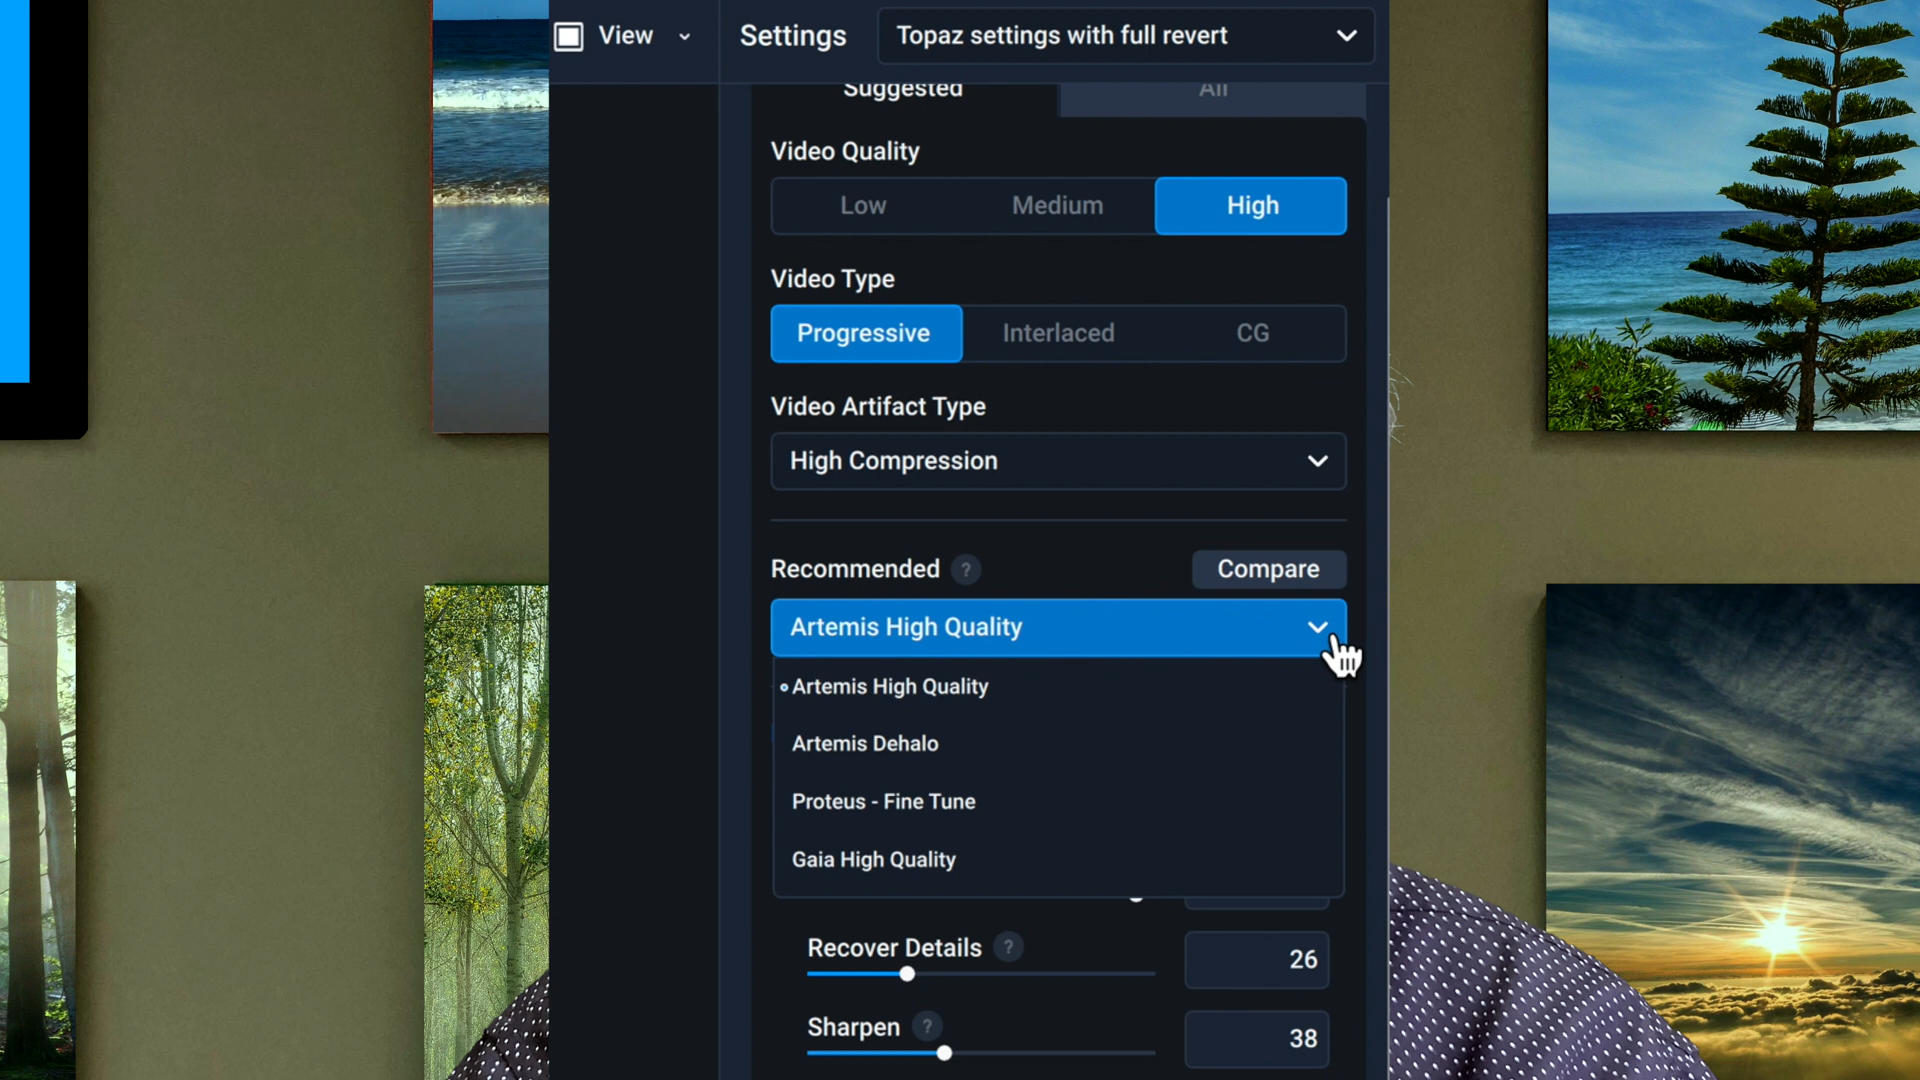 View
Settings
Topaz settings with full revert
Suggested
All
Video Quality
Low
Medium
High
Video Type
Progressive
Interlaced
CG
Video Artifact Type
High Compression
Recommended ?
Compare
Artemis High Quality
Artemis High Quality
Artemis Dehalo
Proteus - Fine Tune
Gaia High Quality
Recover Details ?
26
Sharpen ?
38